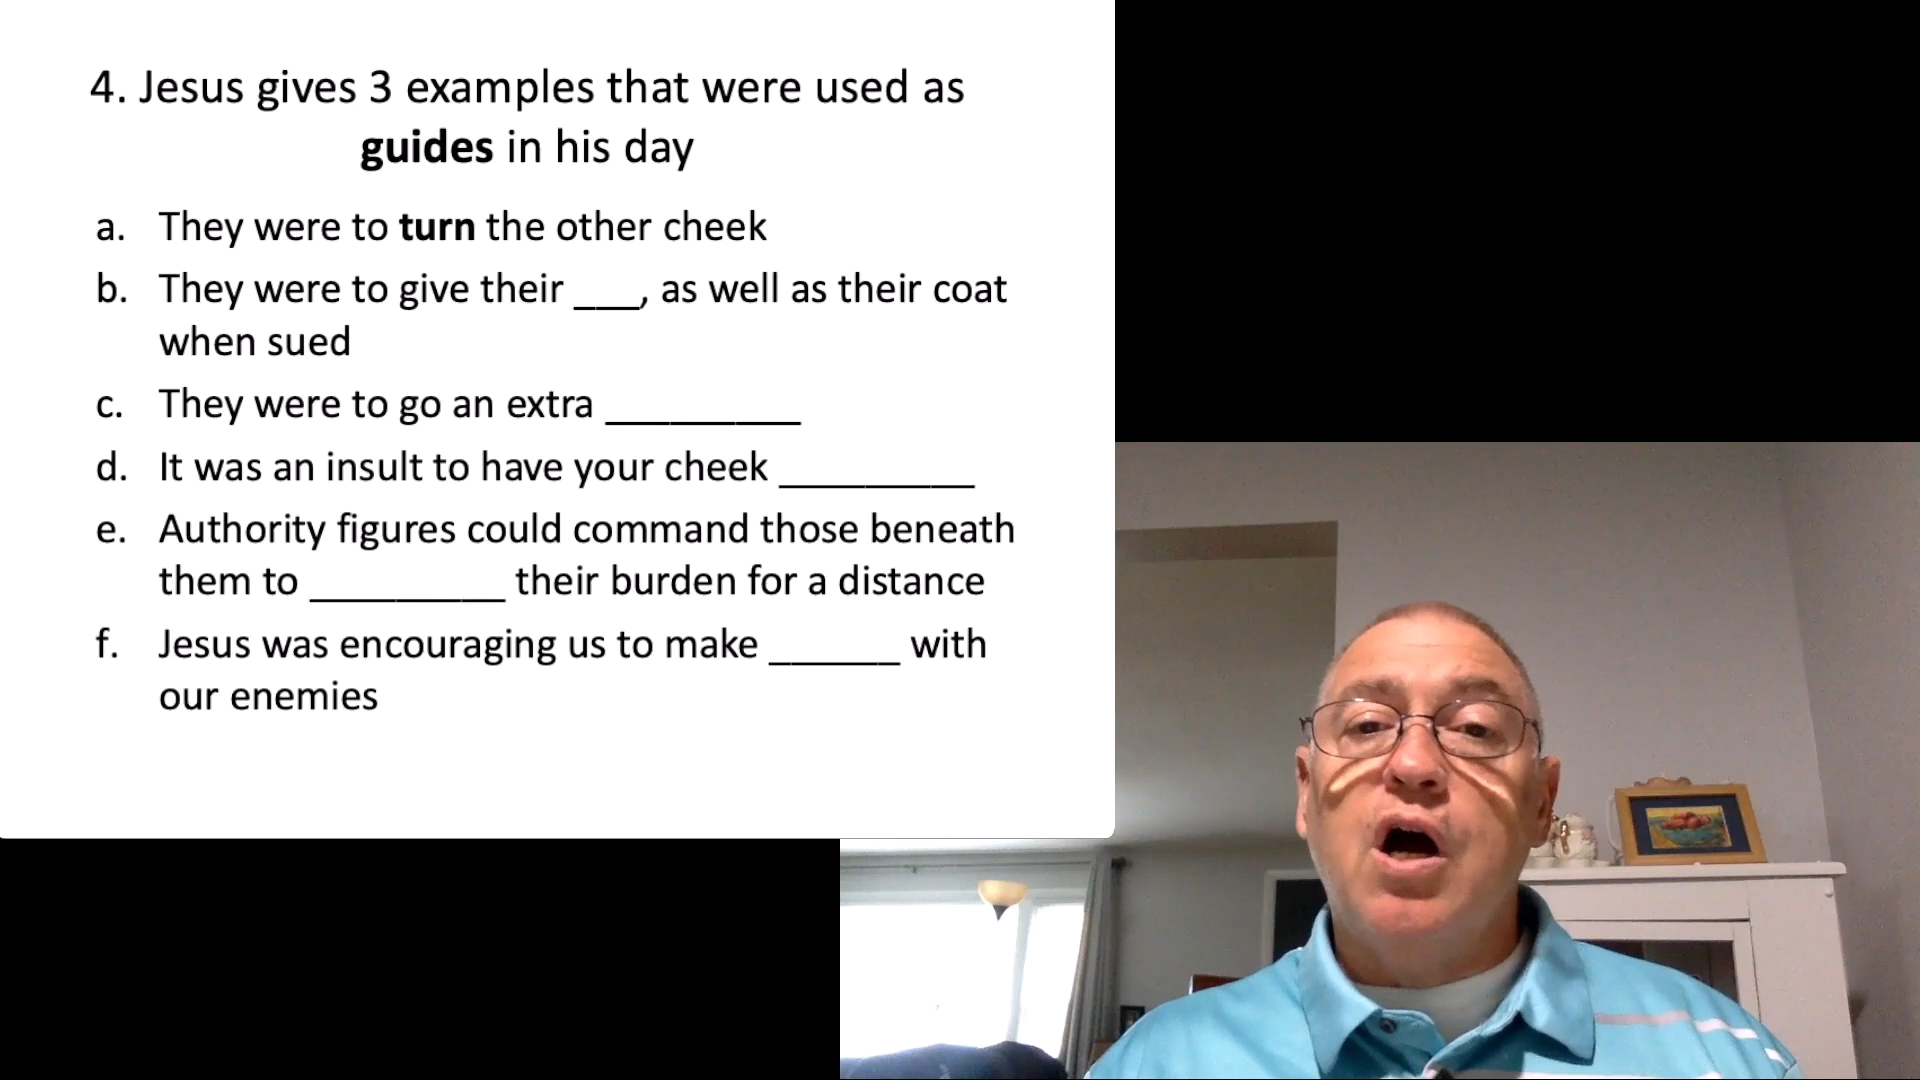 4. Jesus gives 3 examples that were used as
guides in his day
a. They were to turn the other cheek
b. They were to give their ___, as well as their coat
when sued
c. They were to go an extra _________
d. It was an insult to have your cheek _________
e. Authority figures could command those beneath
them to _________ their burden for a distance
f. Jesus was encouraging us to make ______ with
our enemies